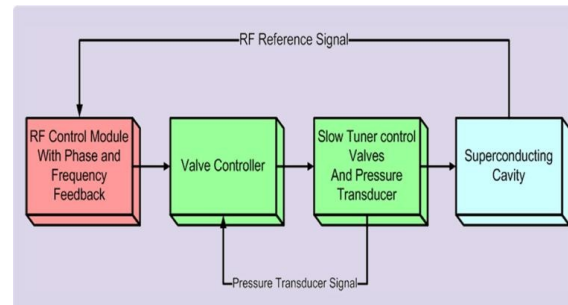 RF Reference Signal
RF Control Module
With Phase and
Frequency
Feedback
Valve Controller
Slow Tuner control
Valves
And Pressure
Transducer
Superconducting
Cavity
Pressure Transducer Signal